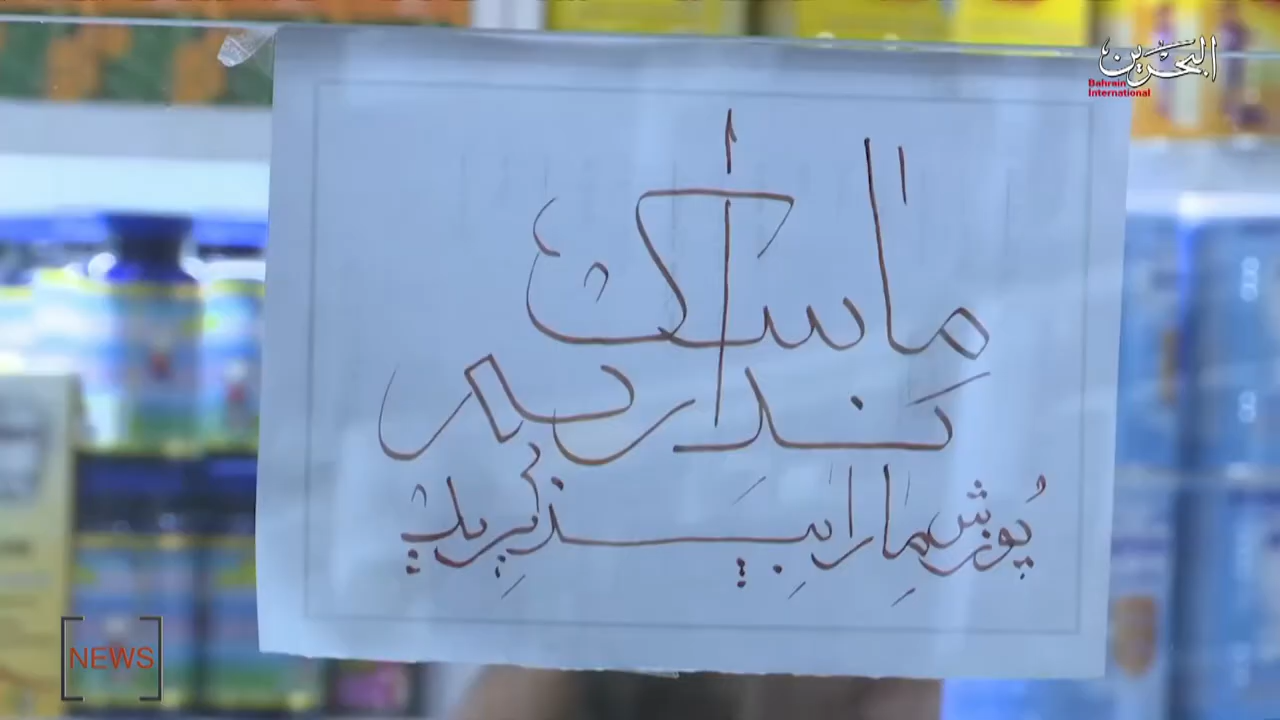 البحرين
Bahrain
International
ماسک
نداریم
پوزش ما را بپذیرید
NEWS